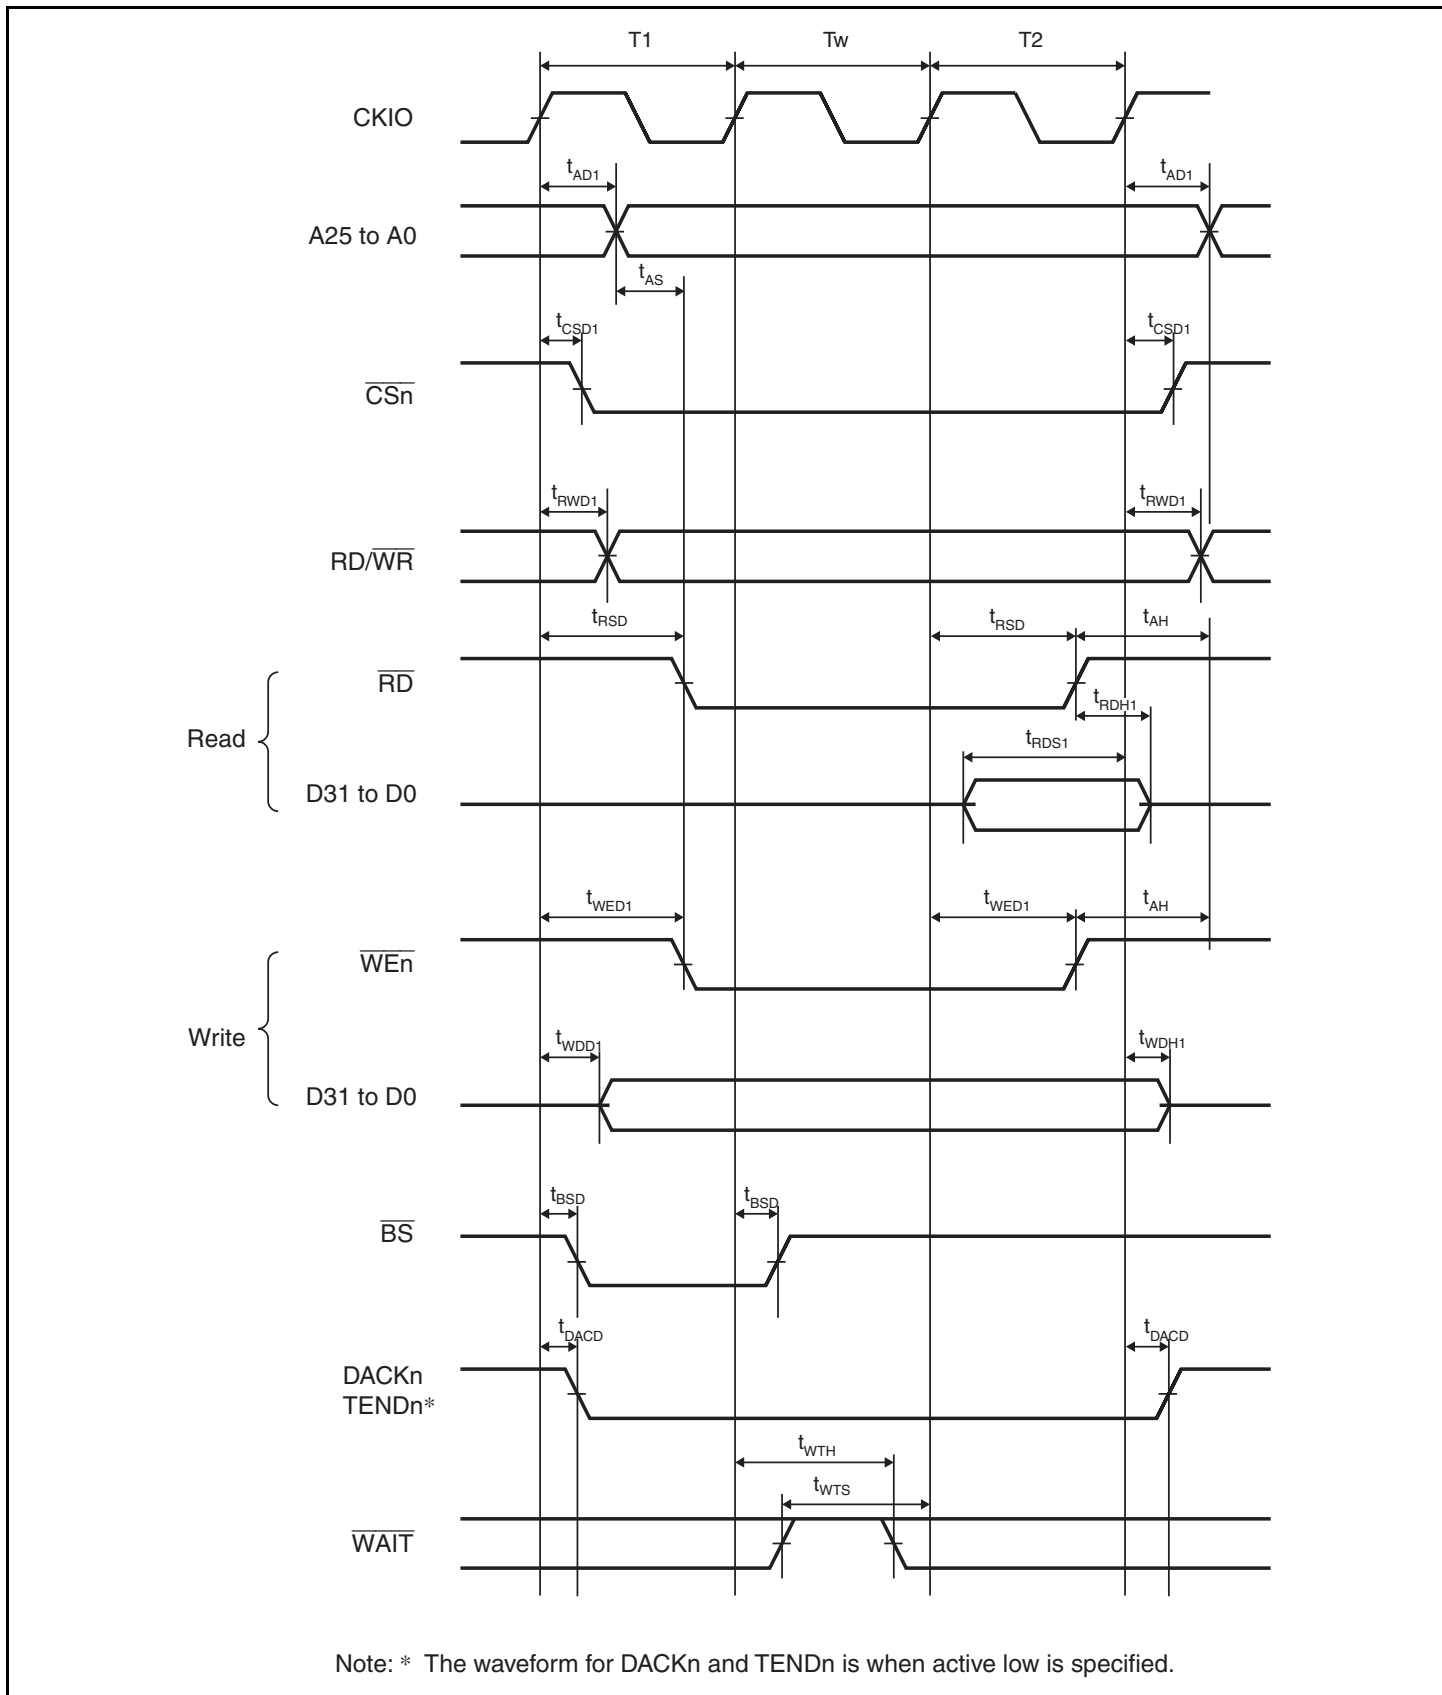 T1 Tw T2
CKIO
tAD1 tAD1
A25 to A0
tAS
tCSD1 tCSD1
CSn
tRWD1 tRWD1
RD/WR
tRSD tRSD tAH
RD
tRDH1
Read
tRDS1
D31 to D0
tWED1 tWED1 tAH
WEn
Write
tWDD1 tWDH1
D31 to D0
tBSD tBSD
BS
tDACD tDACD
DACKn
TENDn*
tWTH
tWTS
WAIT
Note: * The waveform for DACKn and TENDn is when active low is specified.